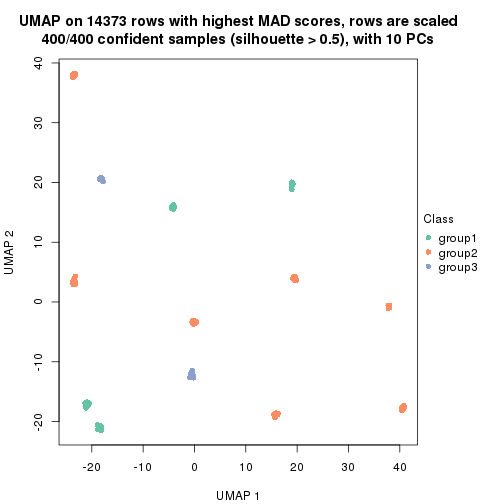 UMAP on 14373 rows with highest MAD scores, rows are scaled
400/400 confident samples (silhouette > 0.5), with 10 PCs
40
30
20
10
0
-10
-20
UMAP 2
-20
-10
0
10
20
30
40
UMAP 1
Class
group1
group2
group3